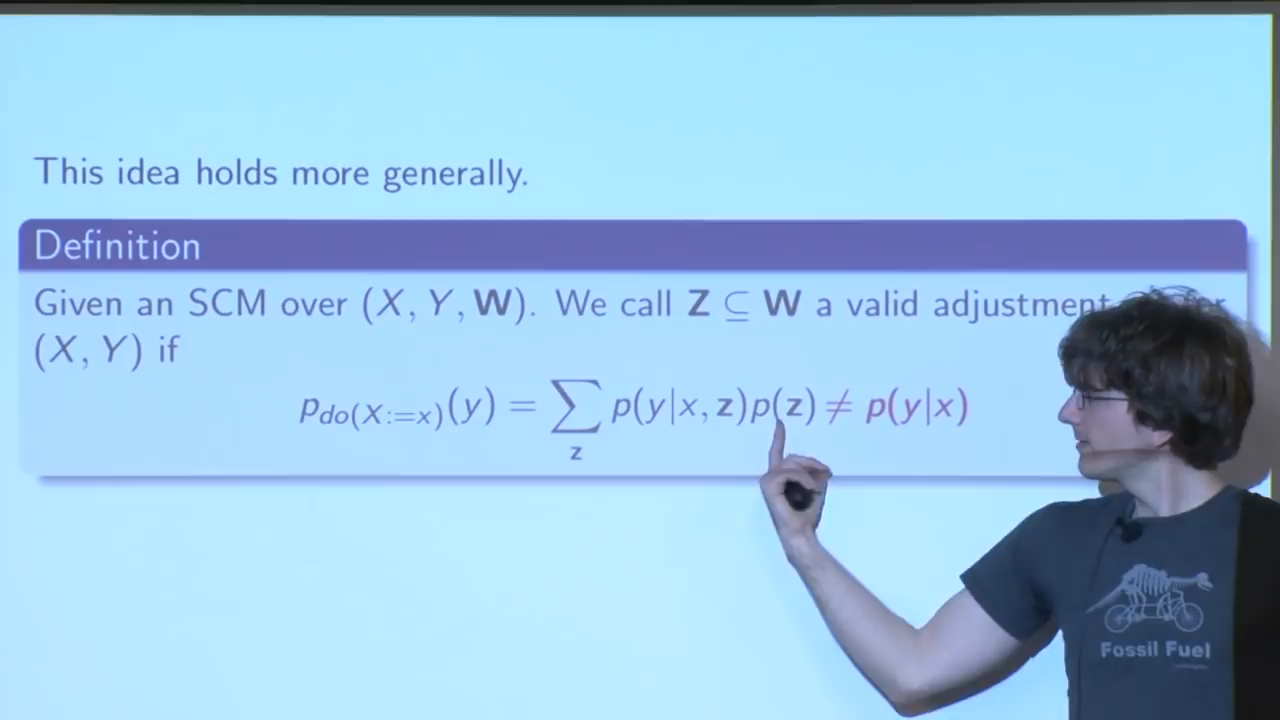 This idea holds more generally.
Definition
Given an SCM over (X, Y, W). We call Z ⊆ W a valid adjustment
(X, Y) if
p_{do(X:=x)}(y) = ∑_z p(y|x, z)p(z) ≠ p(y|x)
Fossil Fuel